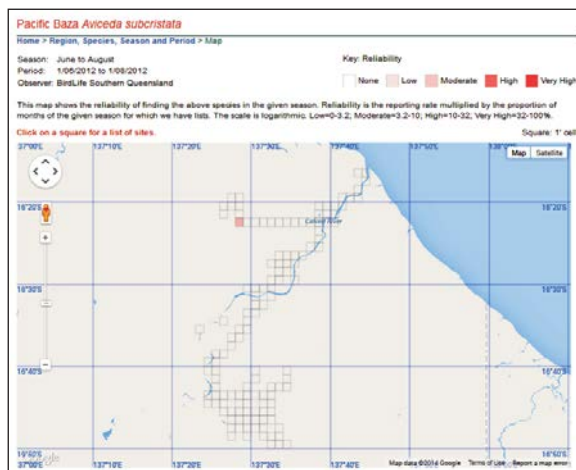 Pacific Baza Aviceda subcristata
Home > Region, Species, Season and Period > Map
Season: June to August
Period: 1/06/2012 to 1/08/2012
Observer: BirdLife Southern Queensland
Key: Reliability
None Low Moderate High Very High
This map shows the reliability of finding the above species in the given season. Reliability is the reporting rate multiplied by the proportion of
months of the given season for which we have lists. The scale is logarithmic. Low=0-3.2, Moderate=3.2-10, High=10-32, Very High=32-100%.
Click on a square for a list of sites.
Square: 1' cell
137°00'E 137°10'E 137°20'E 137°30'E 137°40'E 137°50'E
Map Satellite
16°20'S 16°20'S
16°30'S 16°30'S
16°40'S 16°40'S
16°50'S 16°50'S
137°00'E 137°10'E 137°20'E 137°30'E 137°40'E 137°50'E
Map data ©2014 Google Terms of Use Report a map error